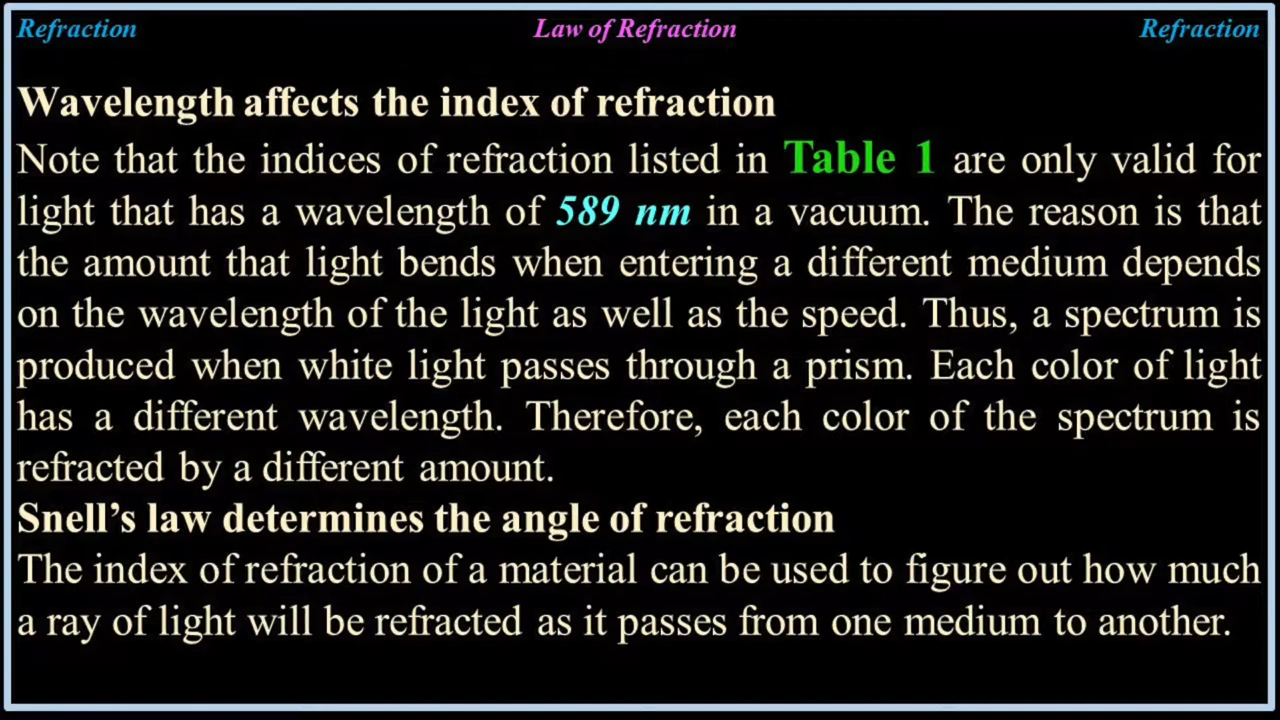 Refraction Law of Refraction Refraction
Wavelength affects the index of refraction
Note that the indices of refraction listed in Table 1 are only valid for
light that has a wavelength of 589 nm in a vacuum. The reason is that
the amount that light bends when entering a different medium depends
on the wavelength of the light as well as the speed. Thus, a spectrum is
produced when white light passes through a prism. Each color of light
has a different wavelength. Therefore, each color of the spectrum is
refracted by a different amount.
Snell’s law determines the angle of refraction
The index of refraction of a material can be used to figure out how much
a ray of light will be refracted as it passes from one medium to another.